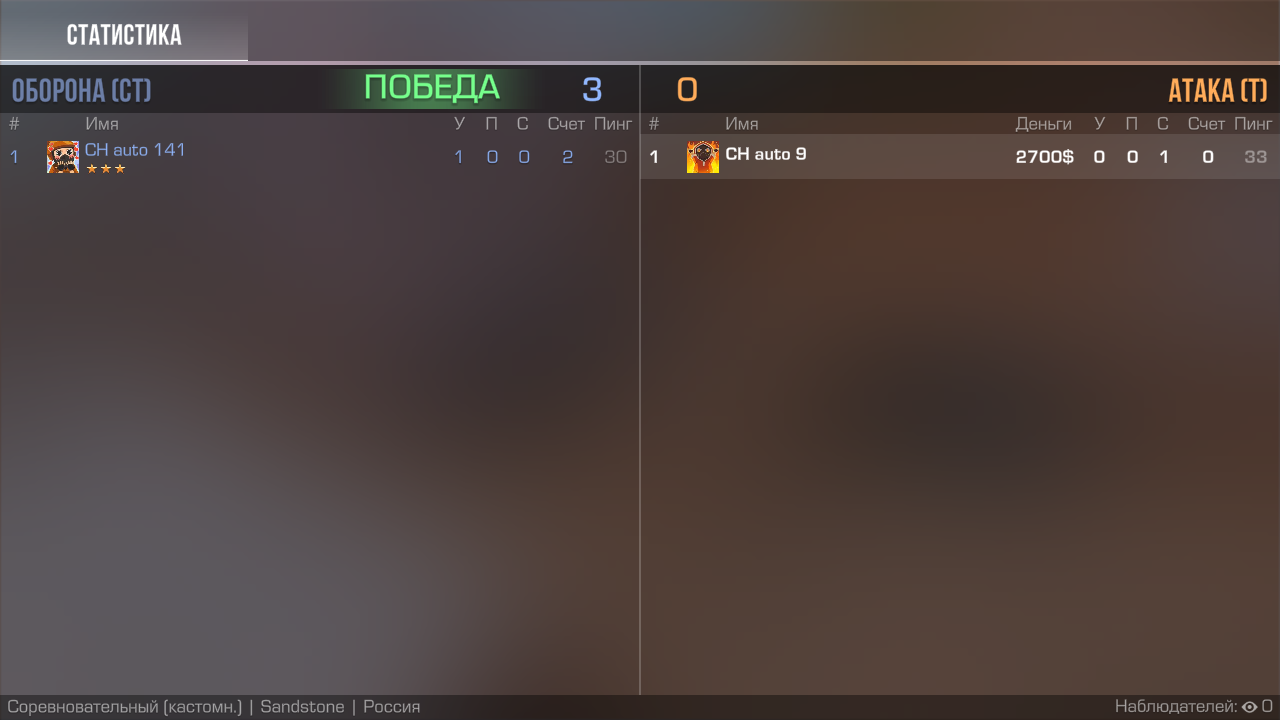 СТАТИСТИКА
ОБОРОНА (СТ) ПОБЕДА 3
# Имя У П С Счет Пинг
1 CH auto 141 1 0 0 2 30
0 АТАКА (Т)
# Имя Деньги У П С Счет Пинг
1 CH auto 9 2700$ 0 0 1 0 33
Соревновательный (кастомн.) | Sandstone | Россия
Наблюдателей: 0